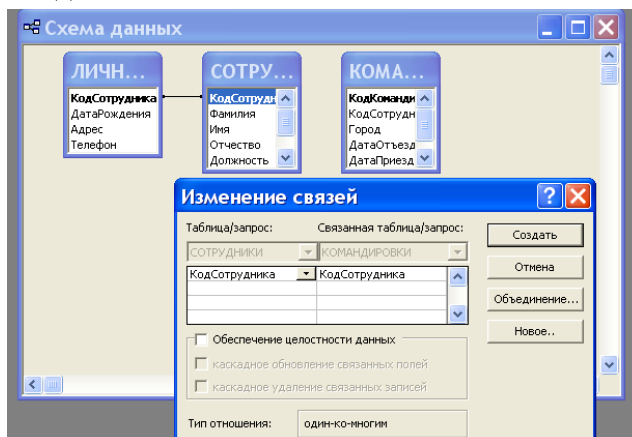 Схема данных
ЛИЧН...
КодСотрудника
ДатаРождения
Адрес
Телефон
СОТРУ...
КодСотрудн
Фамилия
Имя
Отчество
Должность
КОМА...
КодКоманди
КодСотрудн
Город
ДатаОтъезд
ДатаПриезд
Изменение связей
Таблица/запрос: Связанная таблица/запрос:
СОТРУДНИКИ КОМАНДИРОВКИ
КодСотрудника КодСотрудника
Обеспечение целостности данных
каскадное обновление связанных полей
каскадное удаление связанных записей
Тип отношения: один-ко-многим
Создать
Отмена
Объединение...
Новое..